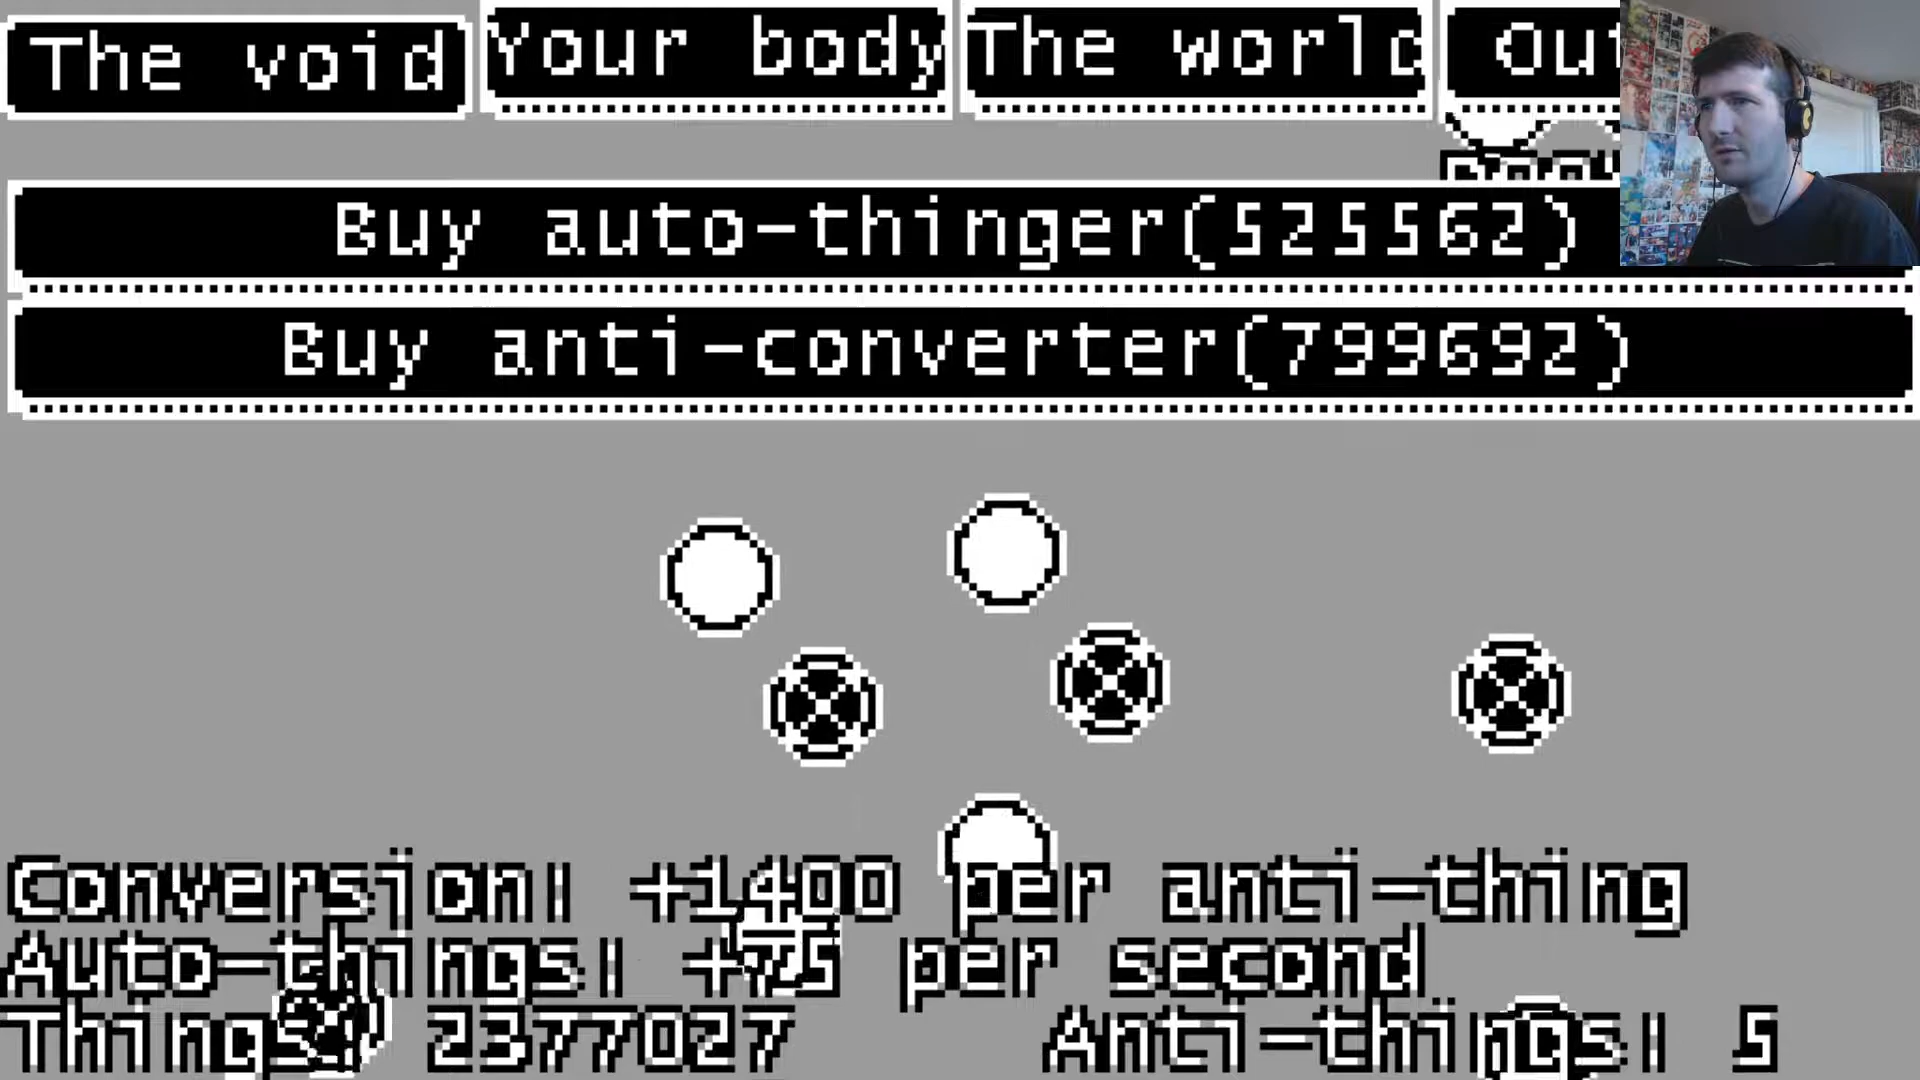 The void
Your body
The world
Buy auto-thinger(525562)
Buy anti-converter(799692)
Conversion: +1400 per anti-thing
Auto-things: +75 per second
Things: 2377027
Anti-things: 5